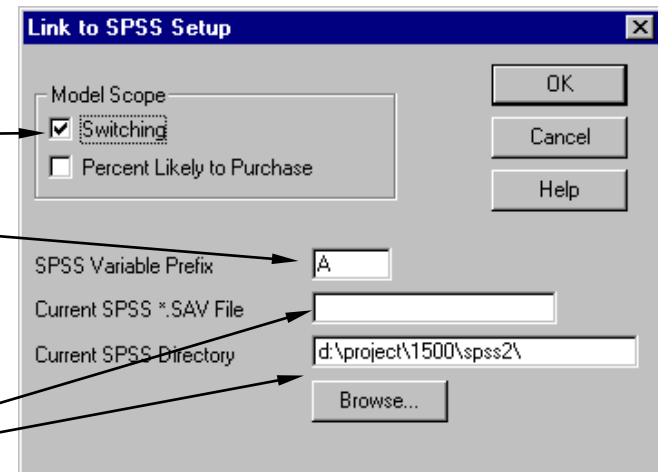 Link to SPSS Setup
Model Scope
Switching
Percent Likely to Purchase
OK
Cancel
Help
SPSS Variable Prefix
A
Current SPSS *.SAV File
Current SPSS Directory
d:\project\1500\spss2\
Browse...